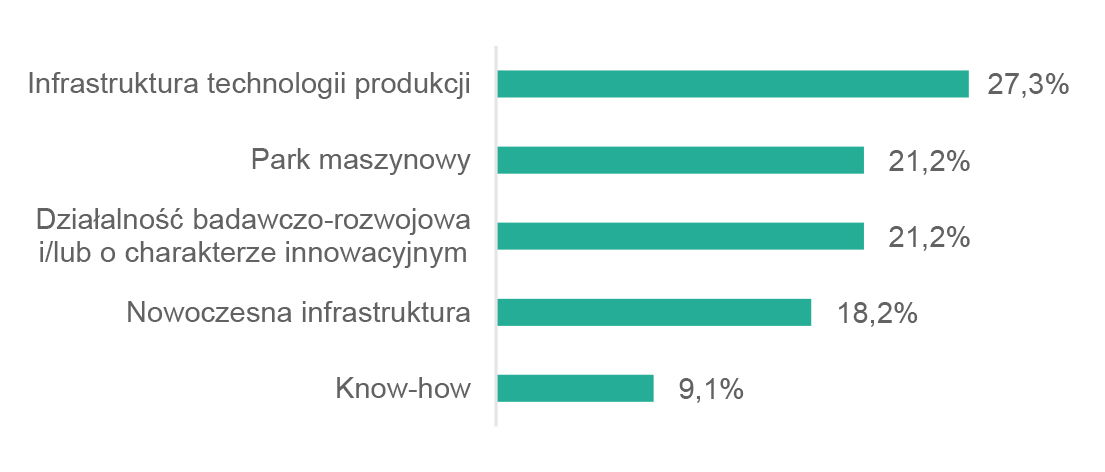 Infrastruktura technologii produkcji 27,3%
Park maszynowy 21,2%
Działalność badawczo-rozwojowa
i/lub o charakterze innowacyjnym 21,2%
Nowoczesna infrastruktura 18,2%
Know-how 9,1%